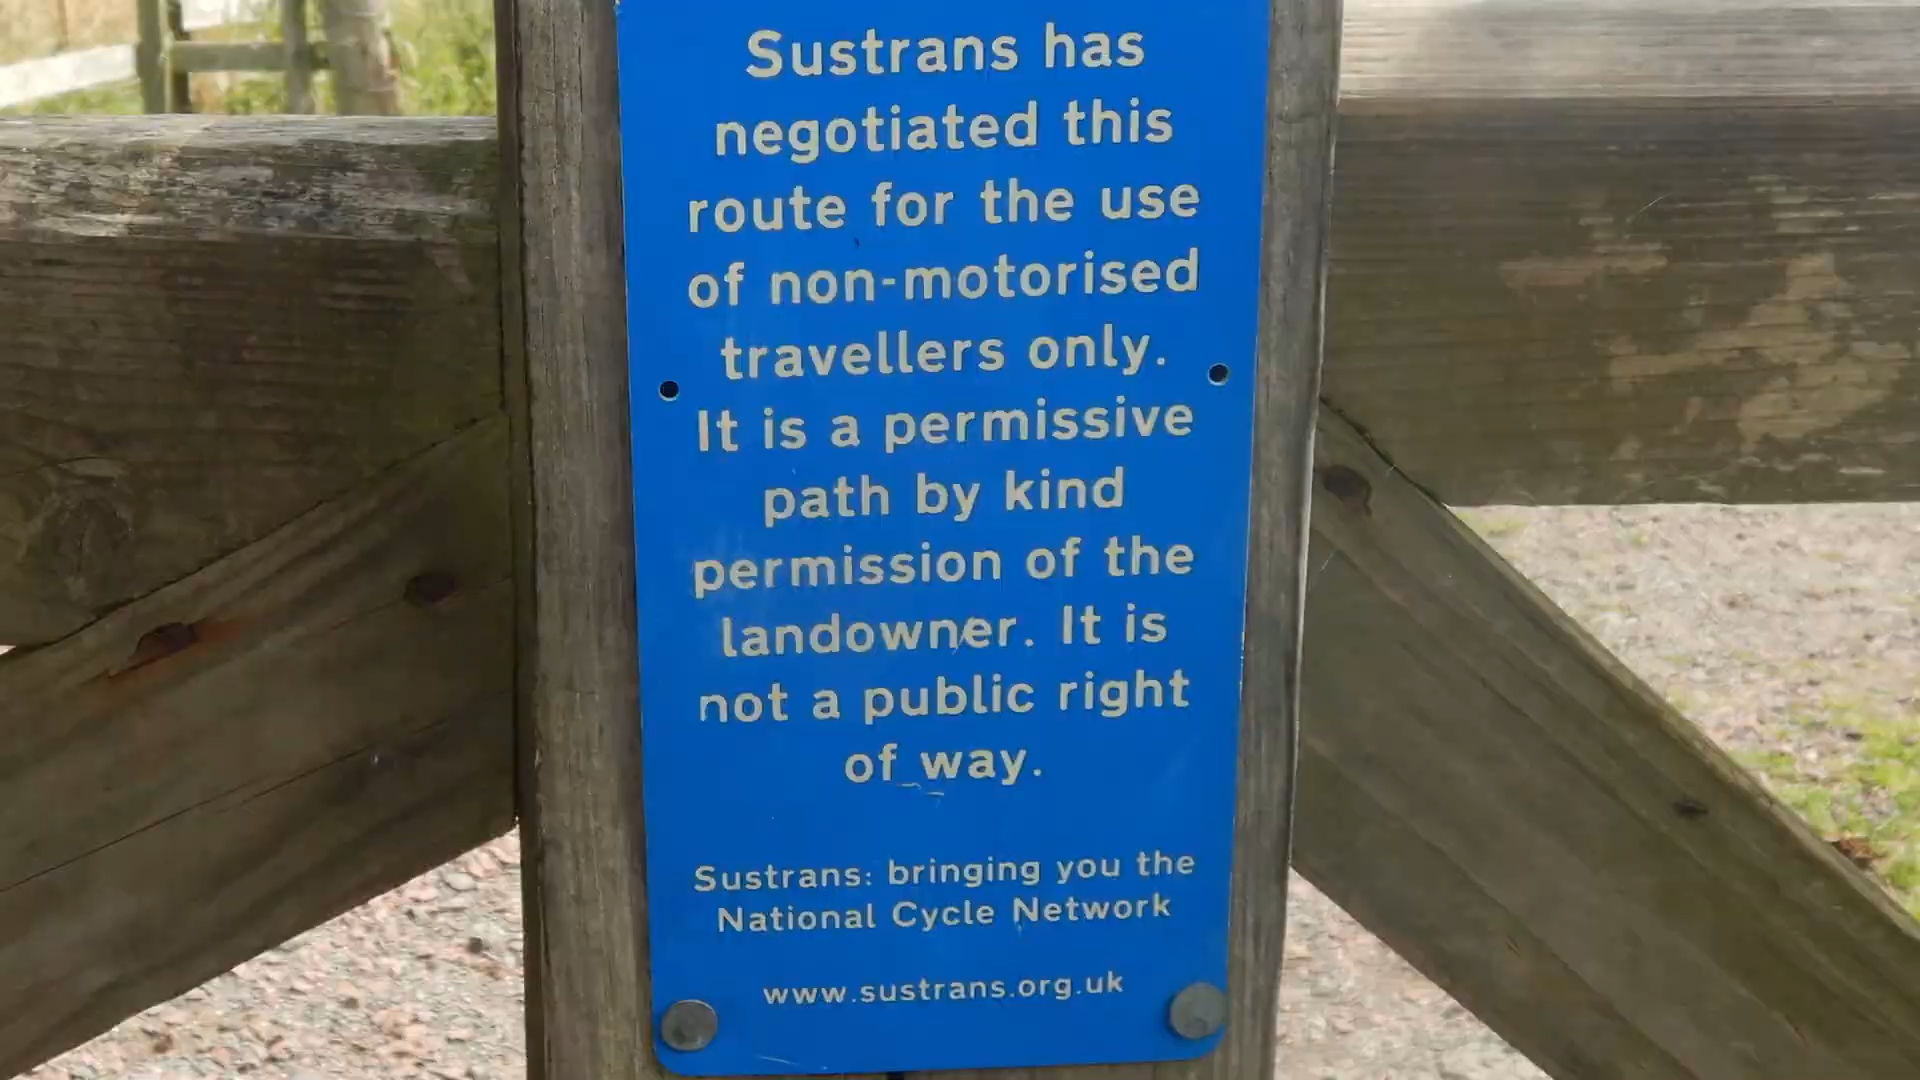 Sustrans has
negotiated this
route for the use
of non-motorised
travellers only.
It is a permissive
path by kind
permission of the
landowner. It is
not a public right
of way.
Sustrans: bringing you the
National Cycle Network
www.sustrans.org.uk